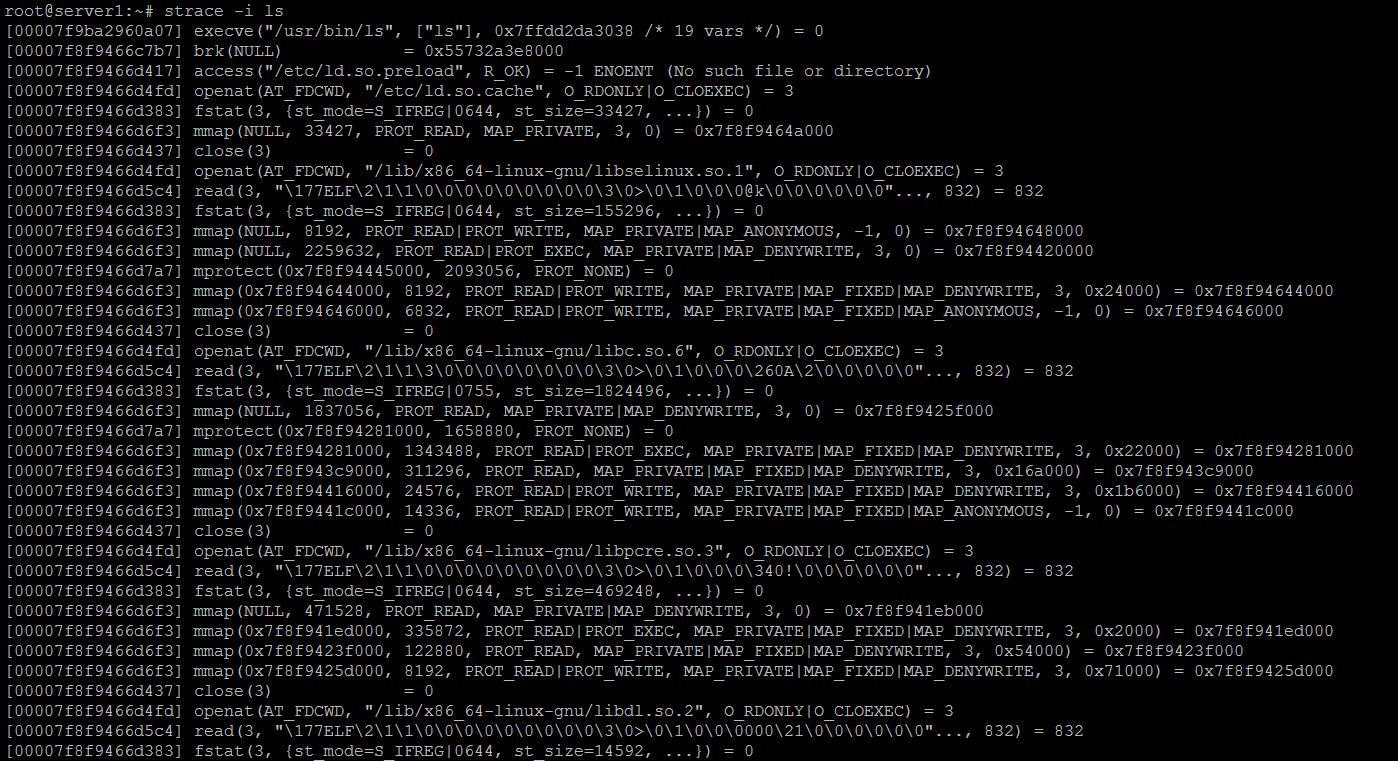 root@server1:~# strace -i ls
[00007f9ba2960a07] execve("/usr/bin/ls", ["ls"], 0x7ffdd2da3038 /* 19 vars */) = 0
[00007f8f9466c7b7] brk(NULL)            = 0x55732a3e8000
[00007f8f9466d417] access("/etc/ld.so.preload", R_OK) = -1 ENOENT (No such file or directory)
[00007f8f9466d4fd] openat(AT_FDCWD, "/etc/ld.so.cache", O_RDONLY|O_CLOEXEC) = 3
[00007f8f9466d383] fstat(3, {st_mode=S_IFREG|0644, st_size=33427, ...}) = 0
[00007f8f9466d6f3] mmap(NULL, 33427, PROT_READ, MAP_PRIVATE, 3, 0) = 0x7f8f9464a000
[00007f8f9466d437] close(3)             = 0
[00007f8f9466d4fd] openat(AT_FDCWD, "/lib/x86_64-linux-gnu/libselinux.so.1", O_RDONLY|O_CLOEXEC) = 3
[00007f8f9466d5c4] read(3, "\177ELF\2\1\1\0\0\0\0\0\0\0\0\0\3\0>\0\1\0\0\0@k\0\0\0\0\0\0"..., 832) = 832
[00007f8f9466d383] fstat(3, {st_mode=S_IFREG|0644, st_size=155296, ...}) = 0
[00007f8f9466d6f3] mmap(NULL, 8192, PROT_READ|PROT_WRITE, MAP_PRIVATE|MAP_ANONYMOUS, -1, 0) = 0x7f8f94648000
[00007f8f9466d6f3] mmap(NULL, 2259632, PROT_READ|PROT_EXEC, MAP_PRIVATE|MAP_DENYWRITE, 3, 0) = 0x7f8f94420000
[00007f8f9466d7a7] mprotect(0x7f8f94445000, 2093056, PROT_NONE) = 0
[00007f8f9466d6f3] mmap(0x7f8f94644000, 8192, PROT_READ|PROT_WRITE, MAP_PRIVATE|MAP_FIXED|MAP_DENYWRITE, 3, 0x24000) = 0x7f8f94644000
[00007f8f9466d6f3] mmap(0x7f8f94646000, 6832, PROT_READ|PROT_WRITE, MAP_PRIVATE|MAP_FIXED|MAP_ANONYMOUS, -1, 0) = 0x7f8f94646000
[00007f8f9466d437] close(3)             = 0
[00007f8f9466d4fd] openat(AT_FDCWD, "/lib/x86_64-linux-gnu/libc.so.6", O_RDONLY|O_CLOEXEC) = 3
[00007f8f9466d5c4] read(3, "\177ELF\2\1\1\3\0\0\0\0\0\0\0\0\3\0>\0\1\0\0\0\260A\2\0\0\0\0\0"..., 832) = 832
[00007f8f9466d383] fstat(3, {st_mode=S_IFREG|0755, st_size=1824496, ...}) = 0
[00007f8f9466d6f3] mmap(NULL, 1837056, PROT_READ, MAP_PRIVATE|MAP_DENYWRITE, 3, 0) = 0x7f8f9425f000
[00007f8f9466d7a7] mprotect(0x7f8f94281000, 1658880, PROT_NONE) = 0
[00007f8f9466d6f3] mmap(0x7f8f94281000, 1343488, PROT_READ|PROT_EXEC, MAP_PRIVATE|MAP_FIXED|MAP_DENYWRITE, 3, 0x22000) = 0x7f8f94281000
[00007f8f9466d6f3] mmap(0x7f8f943c9000, 311296, PROT_READ, MAP_PRIVATE|MAP_FIXED|MAP_DENYWRITE, 3, 0x16a000) = 0x7f8f943c9000
[00007f8f9466d6f3] mmap(0x7f8f94416000, 24576, PROT_READ|PROT_WRITE, MAP_PRIVATE|MAP_FIXED|MAP_DENYWRITE, 3, 0x1b6000) = 0x7f8f94416000
[00007f8f9466d6f3] mmap(0x7f8f9441c000, 14336, PROT_READ|PROT_WRITE, MAP_PRIVATE|MAP_FIXED|MAP_ANONYMOUS, -1, 0) = 0x7f8f9441c000
[00007f8f9466d437] close(3)             = 0
[00007f8f9466d4fd] openat(AT_FDCWD, "/lib/x86_64-linux-gnu/libpcre.so.3", O_RDONLY|O_CLOEXEC) = 3
[00007f8f9466d5c4] read(3, "\177ELF\2\1\1\0\0\0\0\0\0\0\0\0\3\0>\0\1\0\0\0\340!\0\0\0\0\0\0"..., 832) = 832
[00007f8f9466d383] fstat(3, {st_mode=S_IFREG|0644, st_size=469248, ...}) = 0
[00007f8f9466d6f3] mmap(NULL, 471528, PROT_READ, MAP_PRIVATE|MAP_DENYWRITE, 3, 0) = 0x7f8f941eb000
[00007f8f9466d6f3] mmap(0x7f8f941ed000, 335872, PROT_READ|PROT_EXEC, MAP_PRIVATE|MAP_FIXED|MAP_DENYWRITE, 3, 0x2000) = 0x7f8f941ed000
[00007f8f9466d6f3] mmap(0x7f8f9423f000, 122880, PROT_READ, MAP_PRIVATE|MAP_FIXED|MAP_DENYWRITE, 3, 0x54000) = 0x7f8f9423f000
[00007f8f9466d6f3] mmap(0x7f8f9425d000, 8192, PROT_READ|PROT_WRITE, MAP_PRIVATE|MAP_FIXED|MAP_DENYWRITE, 3, 0x71000) = 0x7f8f9425d000
[00007f8f9466d437] close(3)             = 0
[00007f8f9466d4fd] openat(AT_FDCWD, "/lib/x86_64-linux-gnu/libdl.so.2", O_RDONLY|O_CLOEXEC) = 3
[00007f8f9466d5c4] read(3, "\177ELF\2\1\1\0\0\0\0\0\0\0\0\0\3\0>\0\1\0\0\0000\21\0\0\0\0\0\0"..., 832) = 832
[00007f8f9466d383] fstat(3, {st_mode=S_IFREG|0644, st_size=14592, ...}) = 0